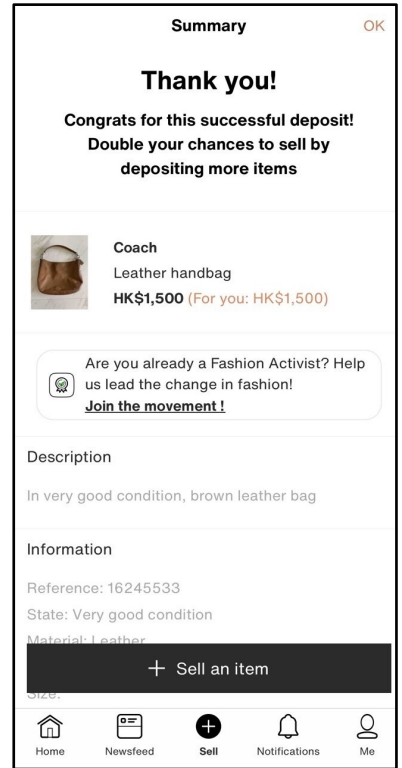 Summary
OK
Thank you!
Congrats for this successful deposit!
Double your chances to sell by
depositing more items
Coach
Leather handbag
HK$1,500 (For you: HK$1,500)
Are you already a Fashion Activist? Help
us lead the change in fashion!
Join the movement !
Description
In very good condition, brown leather bag
Information
Reference: 16245533
State: Very good condition
Material: Leather
+ Sell an item
Size:
Home
Newsfeed
Sell
Notifications
Me